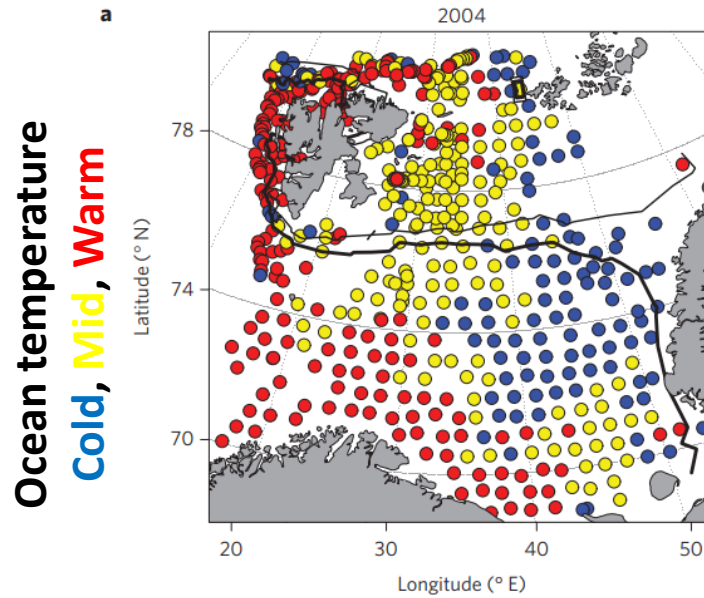 a
2004
Ocean temperature
Cold, Mid, Warm
Latitude (° N)
78
74
70
20 30 40 50
Longitude (° E)